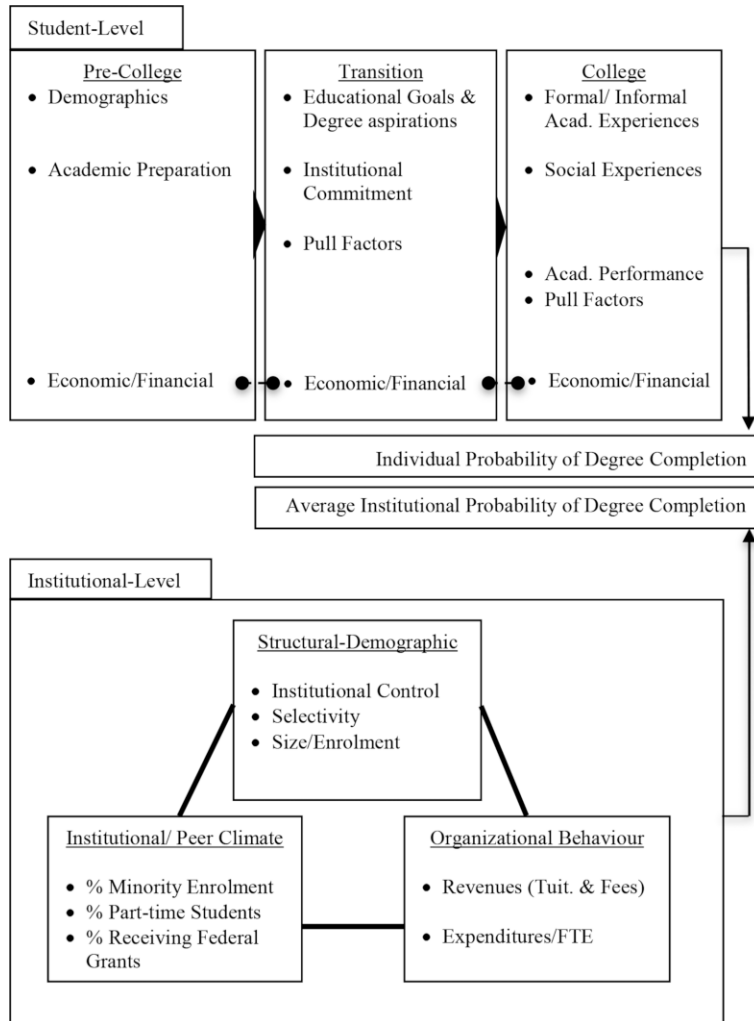 Student-Level
Pre-College
• Demographics
• Academic Preparation
• Economic/Financial
Transition
• Educational Goals &
Degree aspirations
• Institutional
Commitment
• Pull Factors
• Economic/Financial
College
• Formal/ Informal
Acad. Experiences
• Social Experiences
• Acad. Performance
• Pull Factors
• Economic/Financial
Individual Probability of Degree Completion
Average Institutional Probability of Degree Completion
Institutional-Level
Structural-Demographic
• Institutional Control
• Selectivity
• Size/Enrolment
Institutional/ Peer Climate
• % Minority Enrolment
• % Part-time Students
• % Receiving Federal
Grants
Organizational Behaviour
• Revenues (Tuit. & Fees)
• Expenditures/FTE